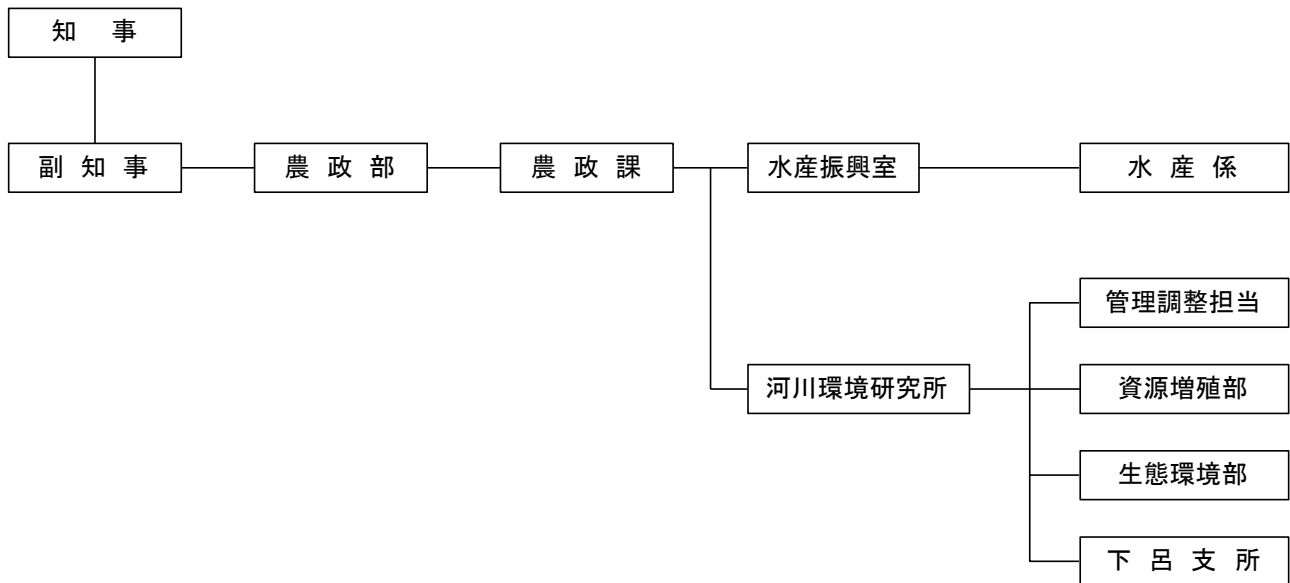 知 事
副 知 事
農 政 部
農 政 課
水産振興室
水 産 係
管理調整担当
河川環境研究所
資源増殖部
生態環境部
下 呂 支 所